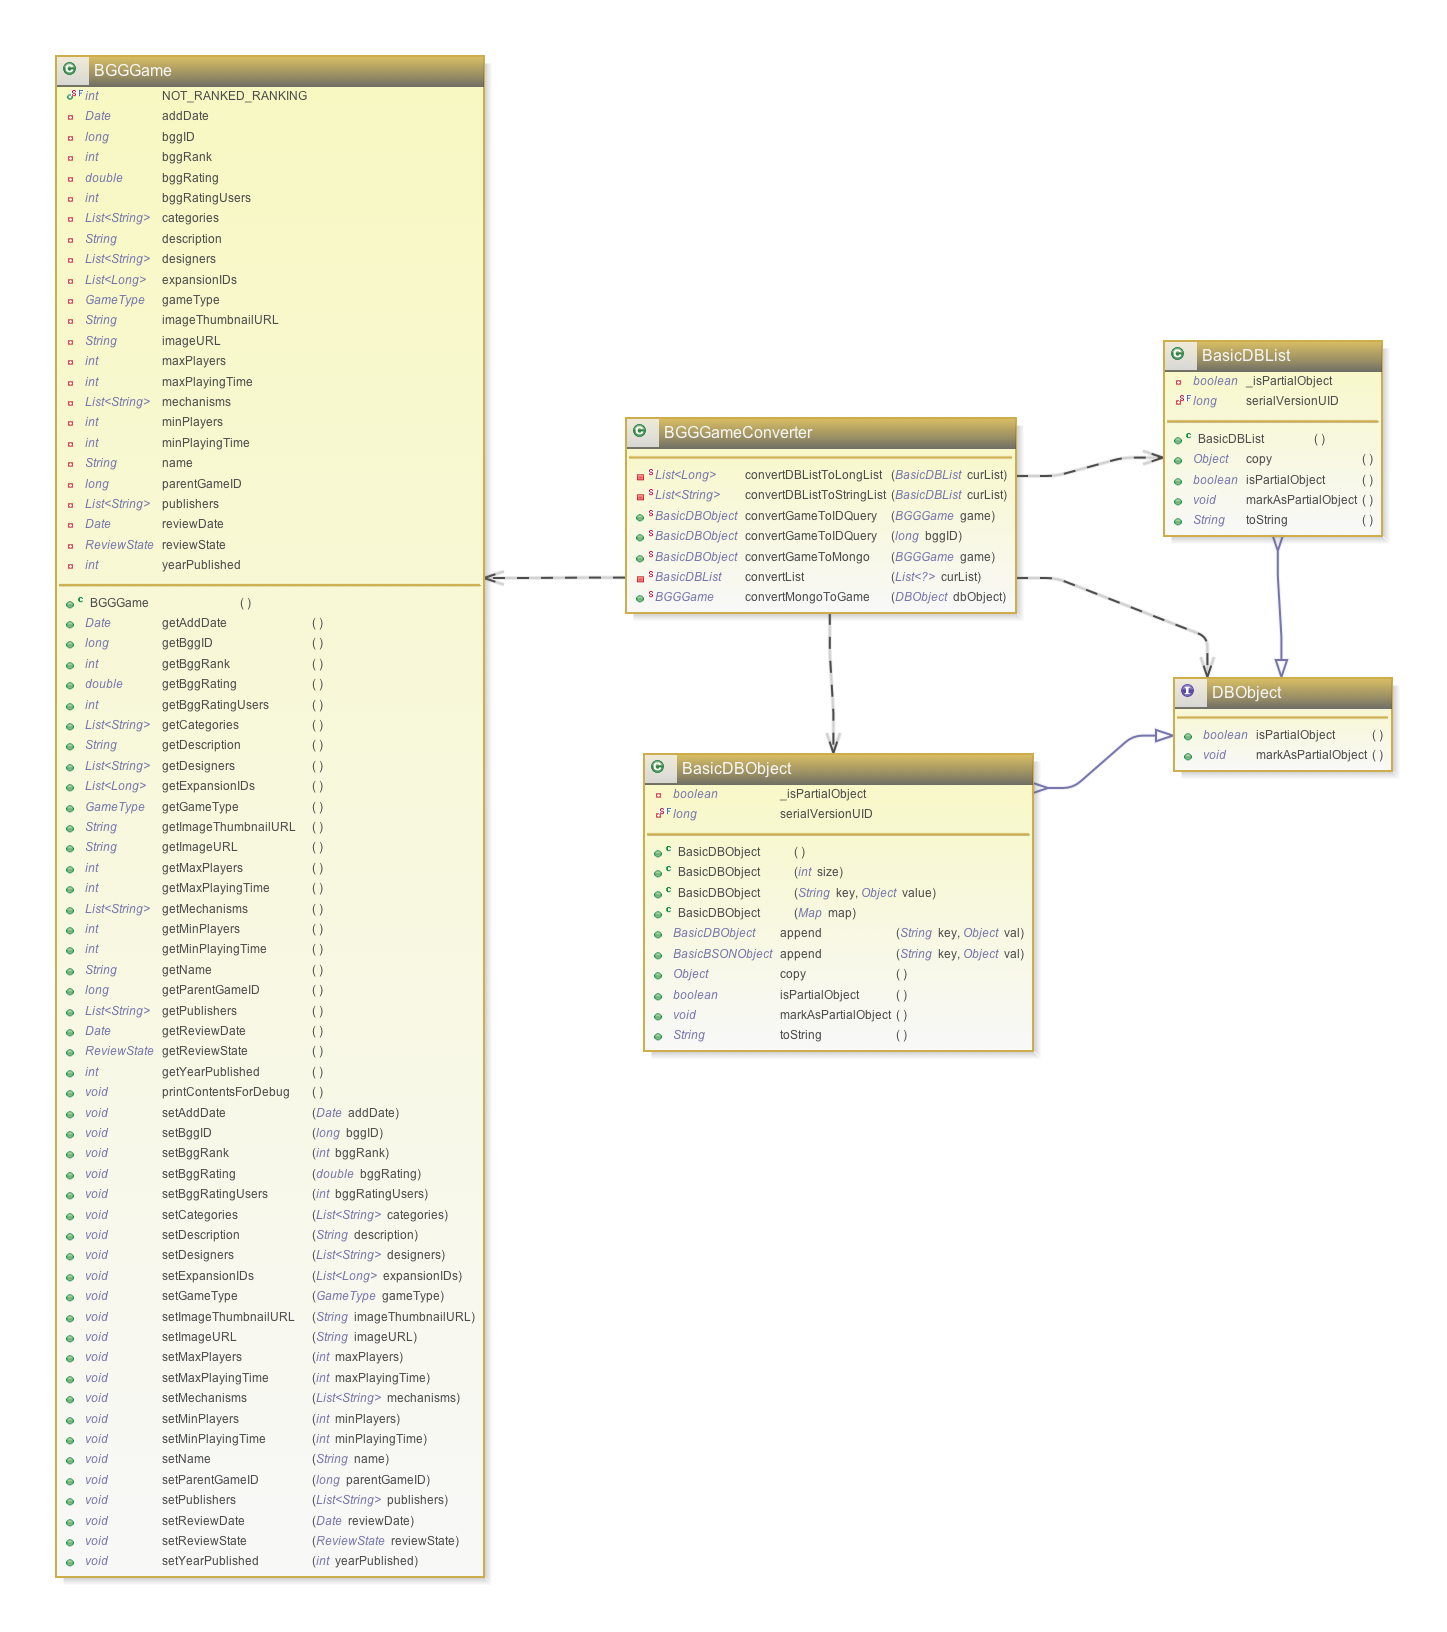 BGGGame
int NOT_RANKED_RANKING
Date addDate
long bggID
int bggRank
double bggRating
int bggRatingUsers
List<String> categories
String description
List<String> designers
List<Long> expansionIDs
GameType gameType
String imageThumbnailURL
String imageURL
int maxPlayers
int maxPlayingTime
List<String> mechanisms
int minPlayers
int minPlayingTime
String name
long parentGameID
List<String> publishers
Date reviewDate
ReviewState reviewState
int yearPublished
BGGGame ( )
Date getAddDate ( )
long getBggID ( )
int getBggRank ( )
double getBggRating ( )
int getBggRatingUsers ( )
List<String> getCategories ( )
String getDescription ( )
List<String> getDesigners ( )
List<Long> getExpansionIDs ( )
GameType getGameType ( )
String getImageThumbnailURL ( )
String getImageURL ( )
int getMaxPlayers ( )
int getMaxPlayingTime ( )
List<String> getMechanisms ( )
int getMinPlayers ( )
int getMinPlayingTime ( )
String getName ( )
long getParentGameID ( )
List<String> getPublishers ( )
Date getReviewDate ( )
ReviewState getReviewState ( )
int getYearPublished ( )
void printContentsForDebug ( )
void setAddDate (Date addDate)
void setBggID (long bggID)
void setBggRank (int bggRank)
void setBggRating (double bggRating)
void setBggRatingUsers (int bggRatingUsers)
void setCategories (List<String> categories)
void setDescription (String description)
void setDesigners (List<String> designers)
void setExpansionIDs (List<Long> expansionIDs)
void setGameType (GameType gameType)
void setImageThumbnailURL (String imageThumbnailURL)
void setImageURL (String imageURL)
void setMaxPlayers (int maxPlayers)
void setMaxPlayingTime (int maxPlayingTime)
void setMechanisms (List<String> mechanisms)
void setMinPlayers (int minPlayers)
void setMinPlayingTime (int minPlayingTime)
void setName (String name)
void setParentGameID (long parentGameID)
void setPublishers (List<String> publishers)
void setReviewDate (Date reviewDate)
void setReviewState (ReviewState reviewState)
void setYearPublished (int yearPublished)
BGGGameConverter
List<Long> convertDBListToLongList (BasicDBList curList)
List<String> convertDBListToStringList (BasicDBList curList)
BasicDBObject convertGameToIDQuery (BGGGame game)
BasicDBObject convertGameToIDQuery (long bggID)
BasicDBObject convertGameToMongo (BGGGame game)
BasicDBList convertList (List<?> curList)
BGGGame convertMongoToGame (DBObject dbObject)
BasicDBList
boolean _isPartialObject
long serialVersionUID
BasicDBList ( )
Object copy ( )
boolean isPartialObject ( )
void markAsPartialObject ( )
String toString ( )
DBObject
boolean isPartialObject ( )
void markAsPartialObject ( )
BasicDBObject
boolean _isPartialObject
long serialVersionUID
BasicDBObject ( )
BasicDBObject (int size)
BasicDBObject (String key, Object value)
BasicDBObject (Map map)
BasicDBObject append (String key, Object val)
BasicBSONObject append (String key, Object val)
Object copy ( )
boolean isPartialObject ( )
void markAsPartialObject ( )
String toString ( )